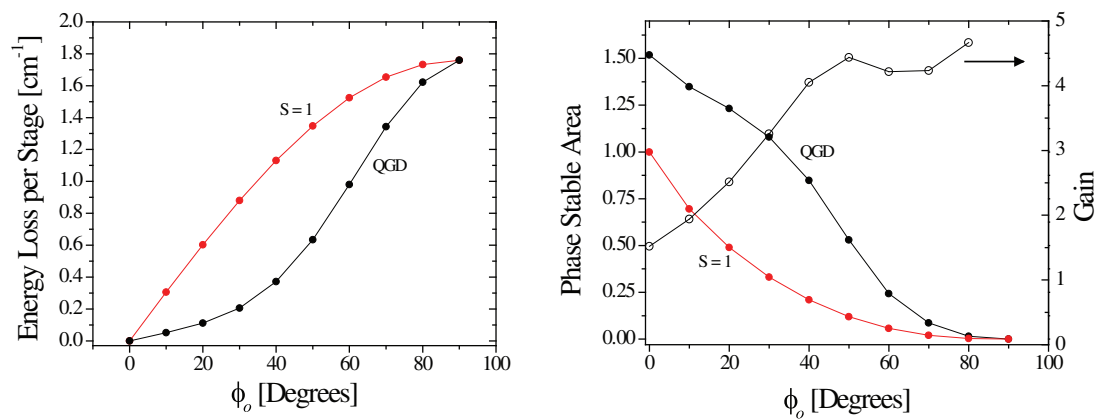 Energy Loss per Stage [cm⁻¹]
2.0
1.8
1.6
1.4
1.2
1.0
0.8
0.6
0.4
0.2
0.0
S = 1
QGD
0 20 40 60 80 100
ϕₒ [Degrees]
Phase Stable Area
1.50
1.25
1.00
0.75
0.50
0.25
0.00
QGD
S = 1
5
4
3
2
1
0
Gain
0 20 40 60 80 100
ϕₒ [Degrees]